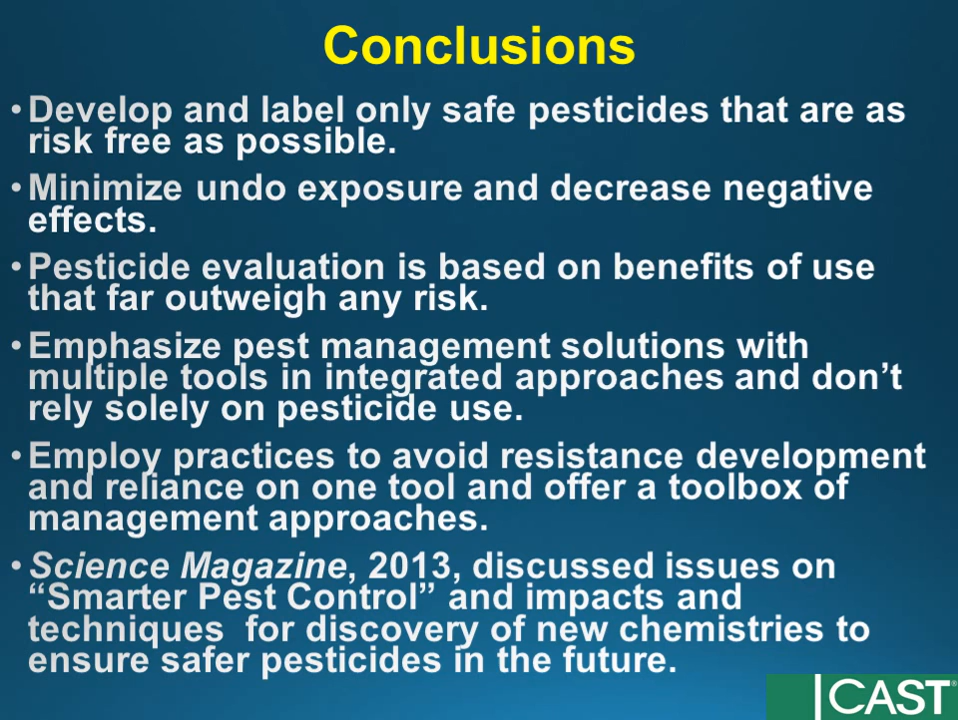 Conclusions
•Develop and label only safe pesticides that are as
risk free as possible.
•Minimize undo exposure and decrease negative
effects.
•Pesticide evaluation is based on benefits of use
that far outweigh any risk.
•Emphasize pest management solutions with
multiple tools in integrated approaches and don’t
rely solely on pesticide use.
•Employ practices to avoid resistance development
and reliance on one tool and offer a toolbox of
management approaches.
•Science Magazine, 2013, discussed issues on
“Smarter Pest Control” and impacts and
techniques  for discovery of new chemistries to
ensure safer pesticides in the future.
CAST®